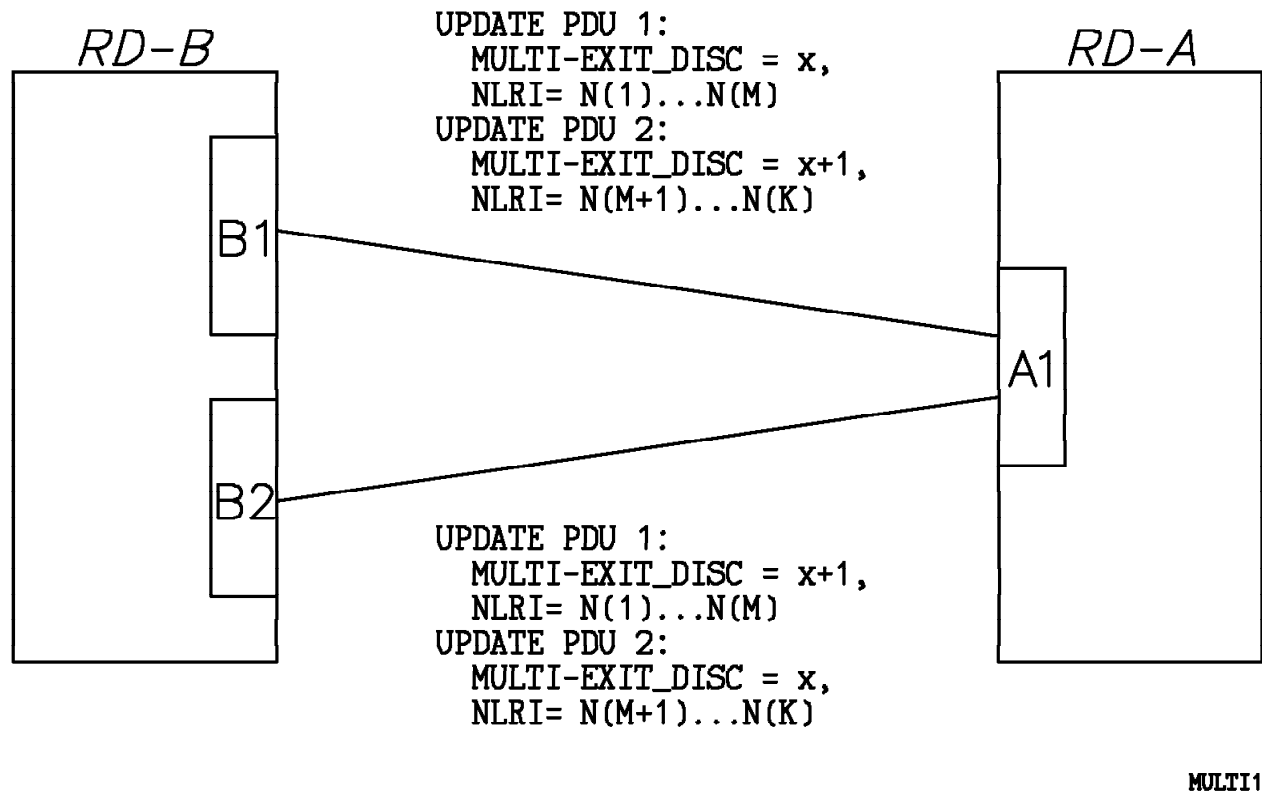 RD-B
UPDATE PDU 1:
MULTI-EXIT_DISC = x,
NLRI= N(1)...N(M)
UPDATE PDU 2:
MULTI-EXIT_DISC = x+1,
NLRI= N(M+1)...N(K)
RD-A
B1
A1
B2
UPDATE PDU 1:
MULTI-EXIT_DISC = x+1,
NLRI= N(1)...N(M)
UPDATE PDU 2:
MULTI-EXIT_DISC = x,
NLRI= N(M+1)...N(K)
MULTI1